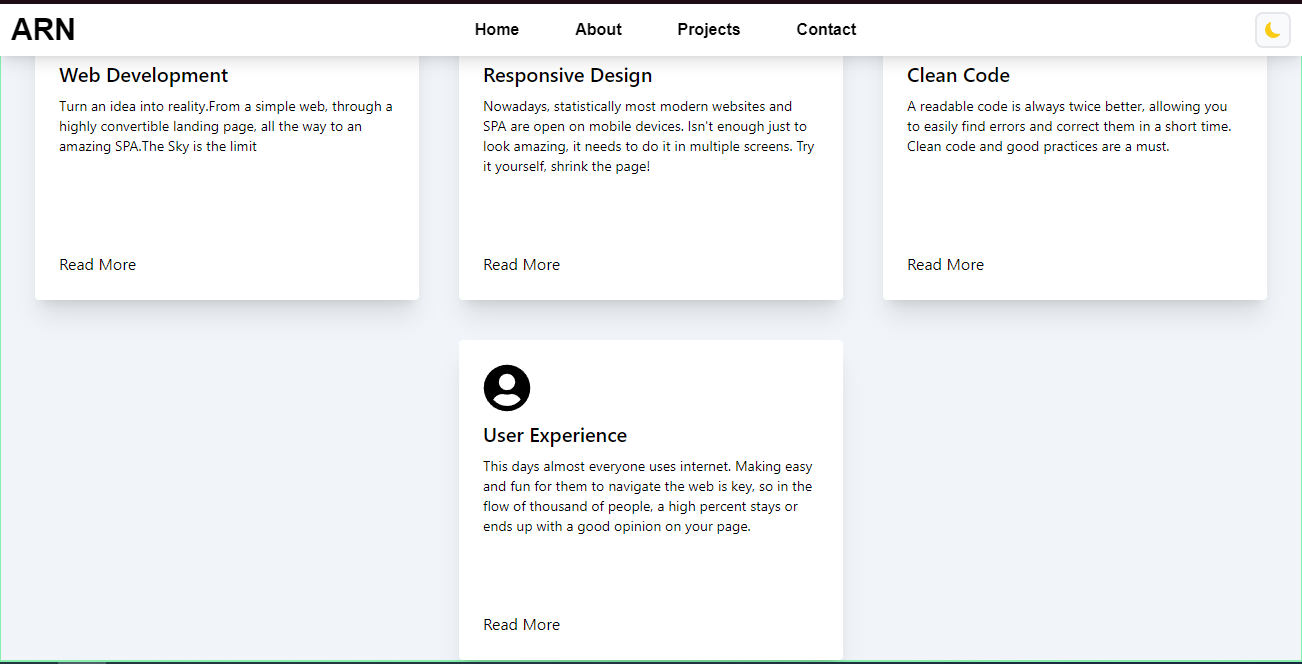 ARN
Home
About
Projects
Contact
Web Development
Turn an idea into reality.From a simple web, through a
highly convertible landing page, all the way to an
amazing SPA.The Sky is the limit
Read More
Responsive Design
Nowadays, statistically most modern websites and
SPA are open on mobile devices. Isn't enough just to
look amazing, it needs to do it in multiple screens. Try
it yourself, shrink the page!
Read More
Clean Code
A readable code is always twice better, allowing you
to easily find errors and correct them in a short time.
Clean code and good practices are a must.
Read More
User Experience
This days almost everyone uses internet. Making easy
and fun for them to navigate the web is key, so in the
flow of thousand of people, a high percent stays or
ends up with a good opinion on your page.
Read More